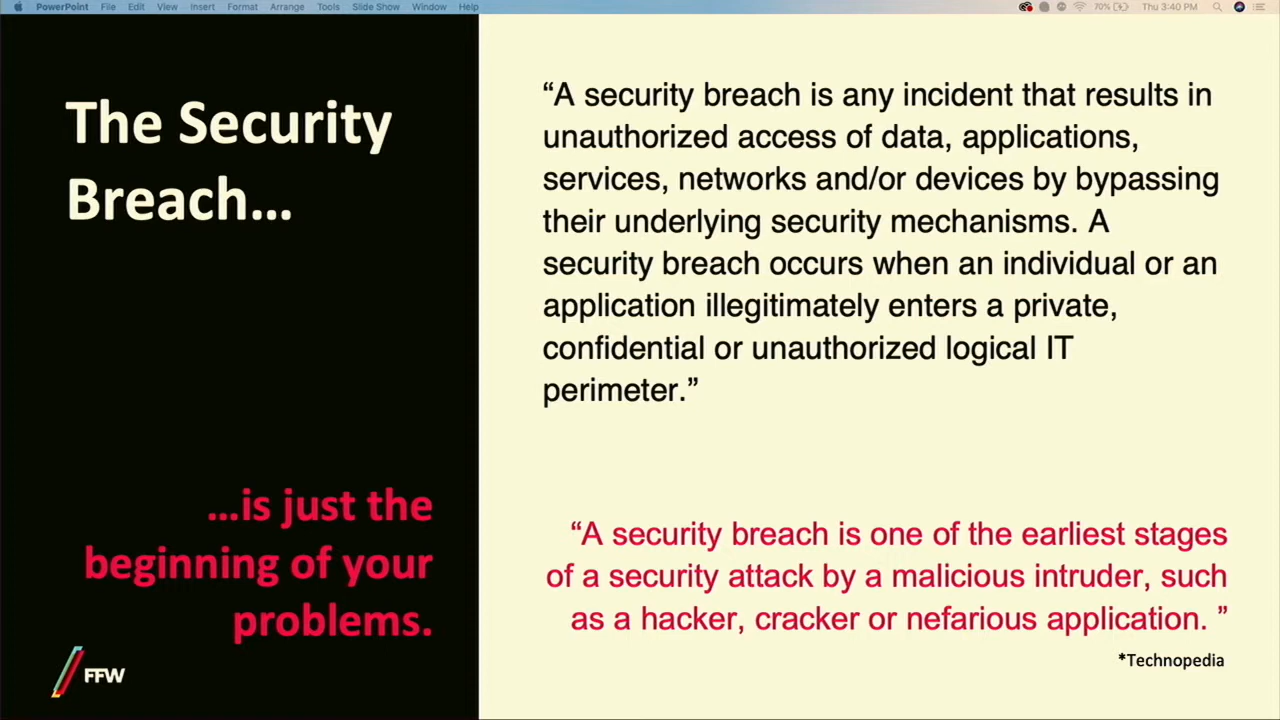 PowerPoint File Edit View Insert Format Arrange Tools Slide Show Window Help 70% Thu 3:40 PM
The Security
Breach…
…is just the
beginning of your
problems.
FFW
“A security breach is any incident that results in
unauthorized access of data, applications,
services, networks and/or devices by bypassing
their underlying security mechanisms. A
security breach occurs when an individual or an
application illegitimately enters a private,
confidential or unauthorized logical IT
perimeter.”
“A security breach is one of the earliest stages
of a security attack by a malicious intruder, such
as a hacker, cracker or nefarious application. ”
*Technopedia